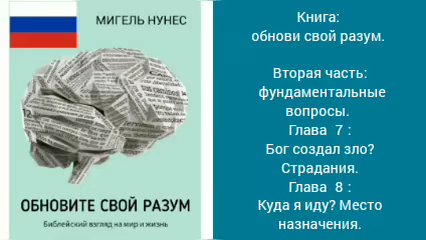 МИГЕЛЬ НУНЕС
ОБНОВИТЕ СВОЙ РАЗУМ
Библейский взгляд на мир и жизнь
Книга:
обнови свой разум.
Вторая часть:
фундаментальные
вопросы.
Глава 7 :
Бог создал зло?
Страдания.
Глава 8 :
Куда я иду? Место
назначения.